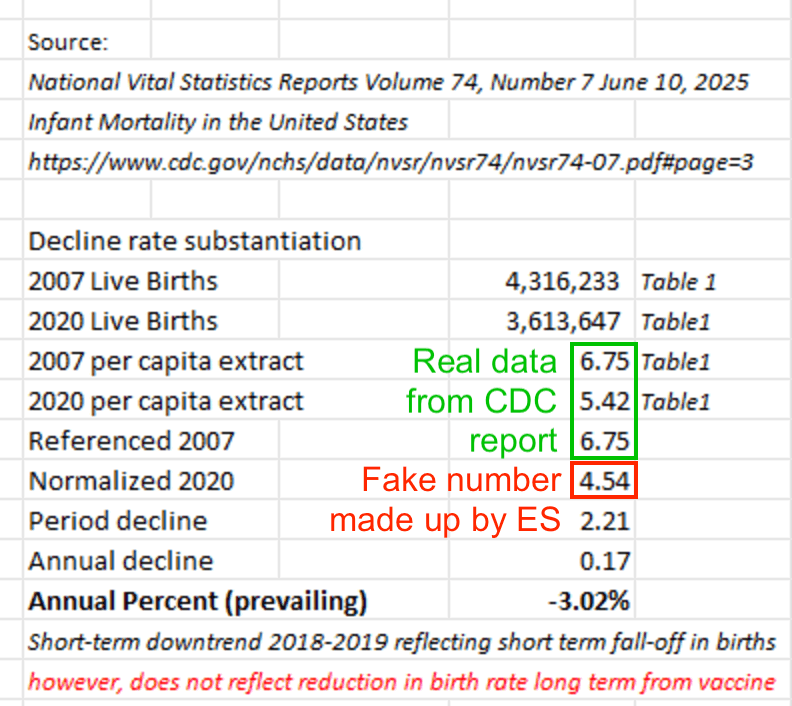 Source:
National Vital Statistics Reports Volume 74, Number 7 June 10, 2025
Infant Mortality in the United States
https://www.cdc.gov/nchs/data/nvsr/nvsr74/nvsr74-07.pdf#page=3
Decline rate substantiation
2007 Live Births 4,316,233 Table 1
2020 Live Births 3,613,647 Table1
2007 per capita extract Real data 6.75 Table1
2020 per capita extract from CDC 5.42 Table1
Referenced 2007 report 6.75
Normalized 2020 Fake number 4.54
Period decline made up by ES 2.21
Annual decline 0.17
Annual Percent (prevailing) -3.02%
Short-term downtrend 2018-2019 reflecting short term fall-off in births
however, does not reflect reduction in birth rate long term from vaccine